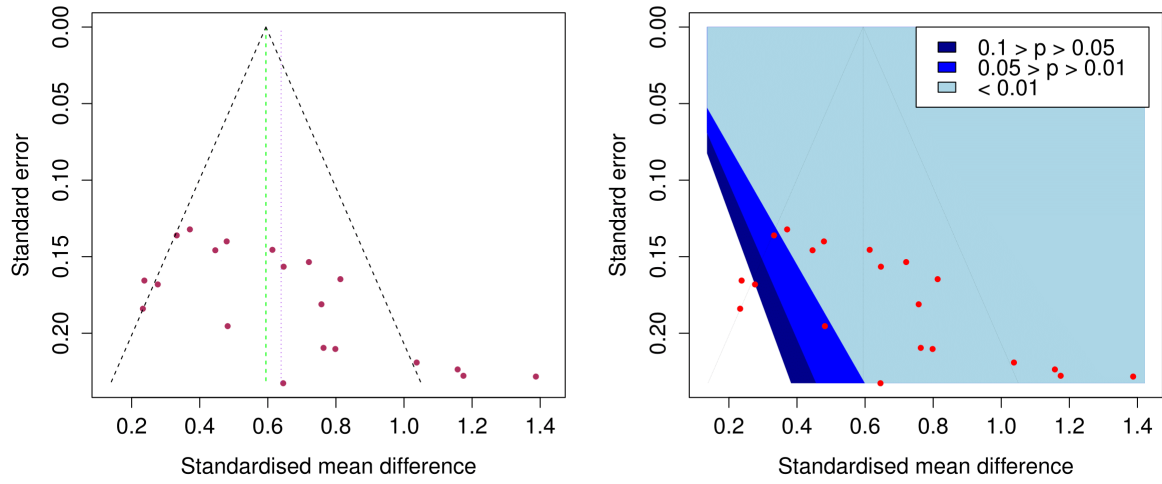 0.00
0.05
0.10
0.15
0.20
Standard error
0.2 0.4 0.6 0.8 1.0 1.2 1.4
Standardised mean difference
0.00
0.05
0.10
0.15
0.20
Standard error
0.1 > p > 0.05
0.05 > p > 0.01
< 0.01
0.2 0.4 0.6 0.8 1.0 1.2 1.4
Standardised mean difference